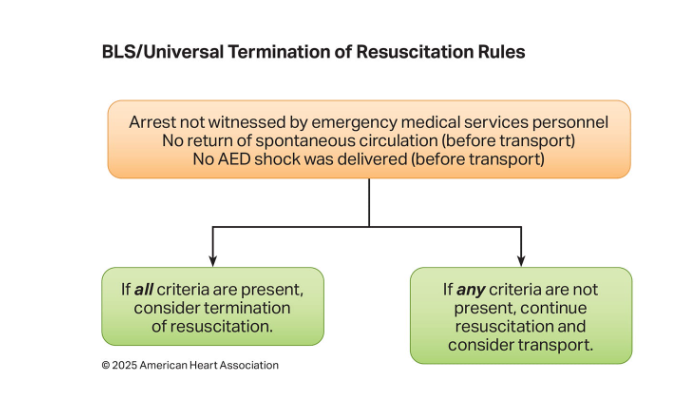 BLS/Universal Termination of Resuscitation Rules
Arrest not witnessed by emergency medical services personnel
No return of spontaneous circulation (before transport)
No AED shock was delivered (before transport)
If all criteria are present,
consider termination
of resuscitation.
If any criteria are not
present, continue
resuscitation and
consider transport.
© 2025 American Heart Association